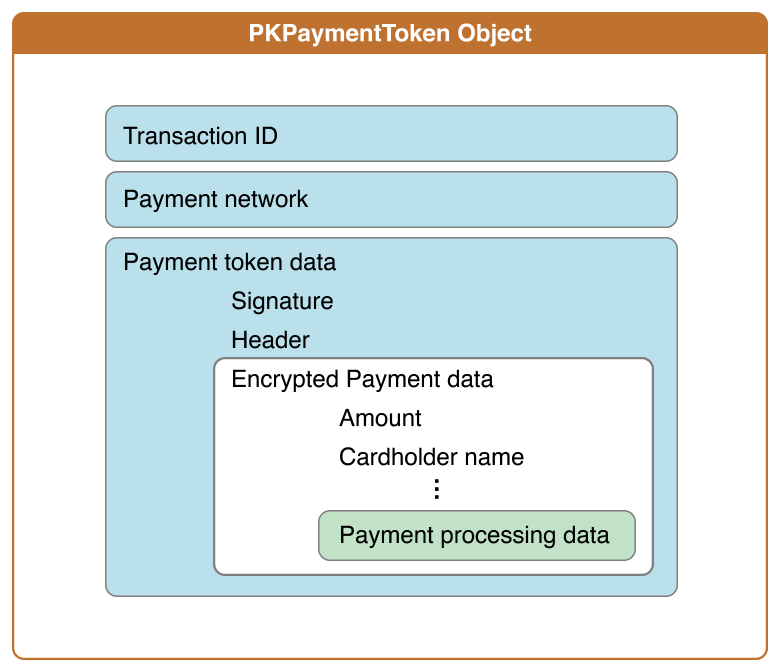 PKPaymentToken Object
Transaction ID
Payment network
Payment token data
Signature
Header
Encrypted Payment data
Amount
Cardholder name
⋮
Payment processing data